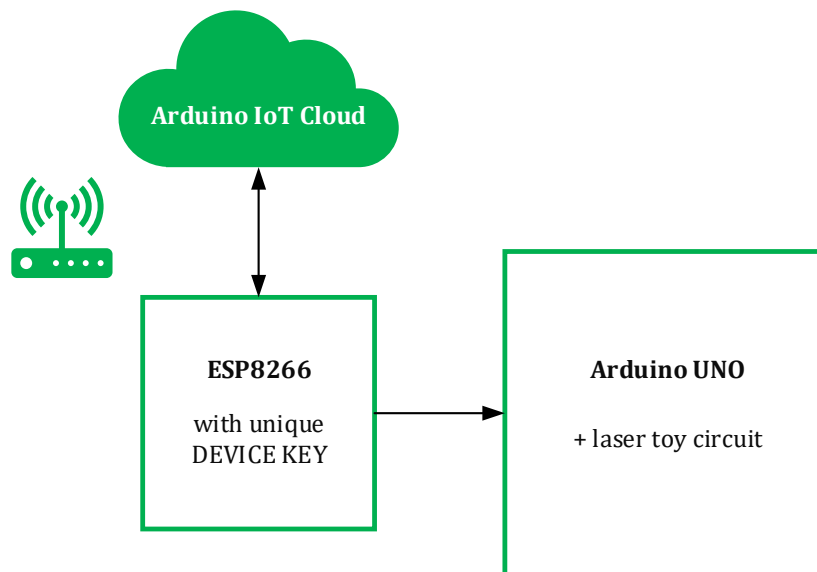 Arduino IoT Cloud
ESP8266
with unique
DEVICE KEY
Arduino UNO
+ laser toy circuit